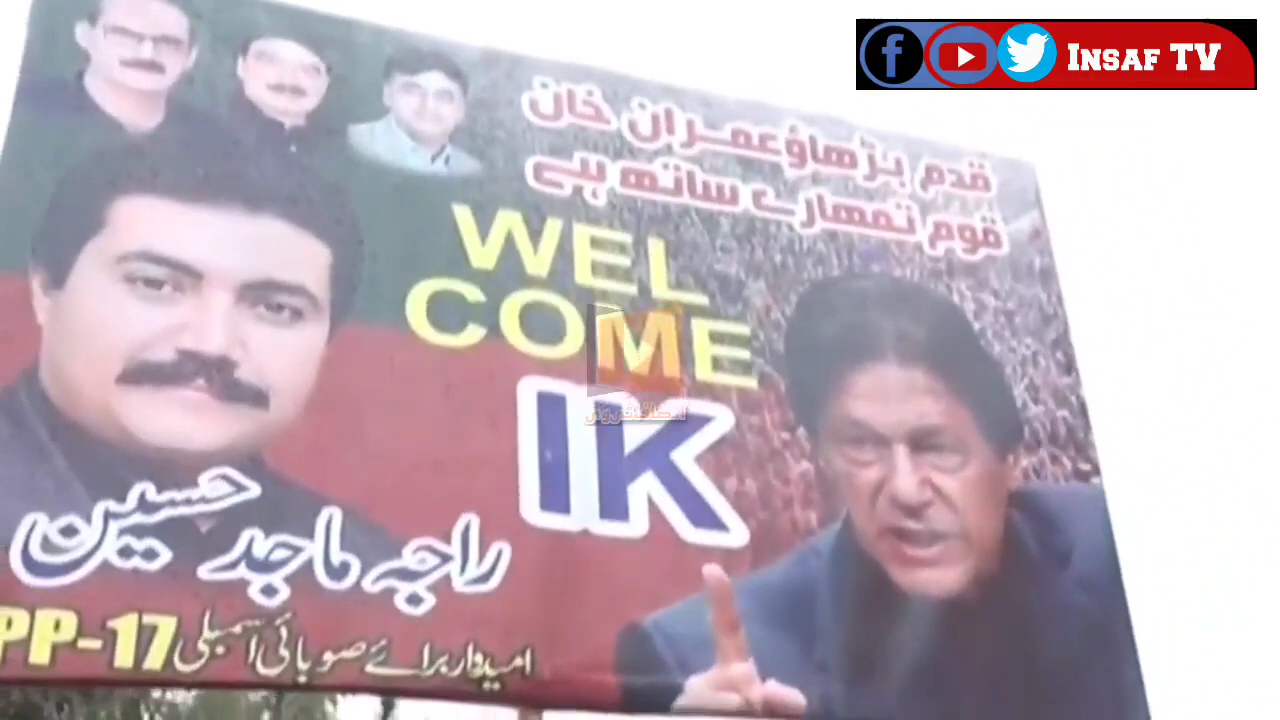 Insaf TV
قدم بڑھاؤ عمران خان
قوم تمھارے ساتھ ہے
WEL
COME
IK
راجہ ماجد حسین
امیدوار برائے صوبائی اسمبلی PP-17